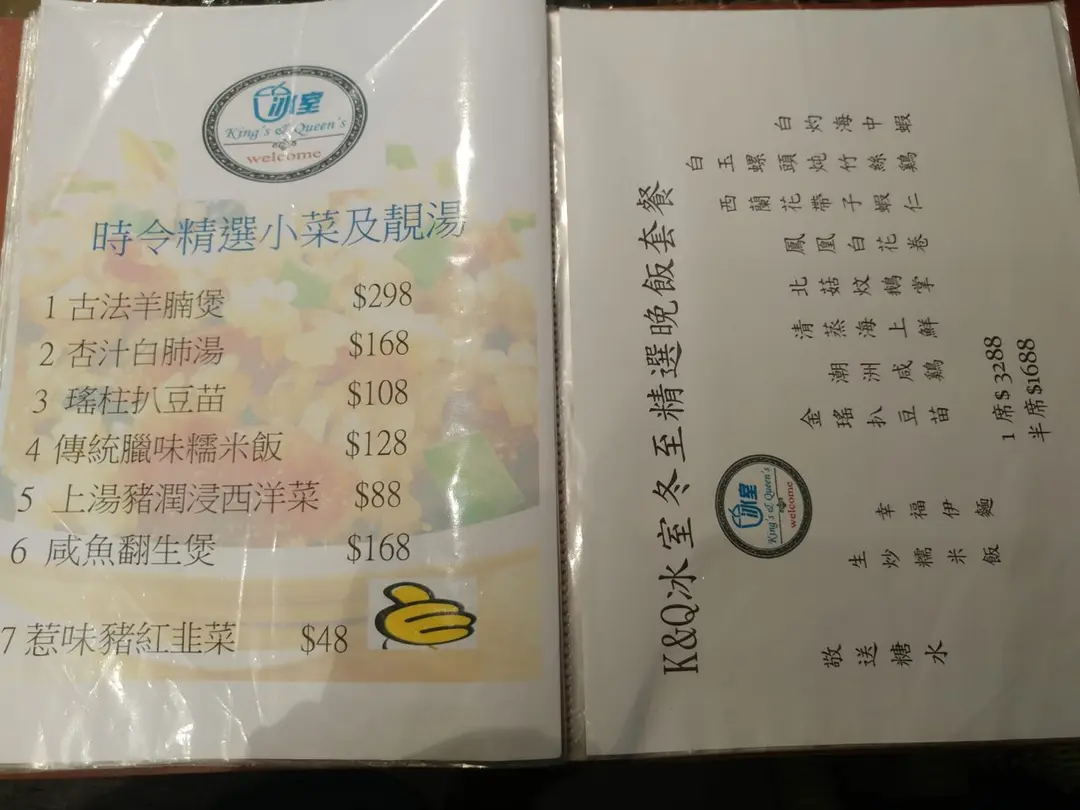 冰室
King's & Queen's
welcome
時令精選小菜及靚湯
1 古法羊腩煲 $298
2 杏汁白肺湯 $168
3 瑤柱扒豆苗 $108
4 傳統臘味糯米飯 $128
5 上湯豬潤浸西洋菜 $88
6 咸魚翻生煲 $168
7 惹味豬紅韭菜 $48
K&Q冰室冬至精選晚飯套餐
白灼海中蝦
白玉螺頭炖竹絲鷄
西蘭花帶子蝦仁
鳳凰白花卷
北菇炆鵝掌
清蒸海上鮮
潮洲咸鷄
金瑤扒豆苗
幸福伊麵
生炒糯米飯
敬送糖水
冰室
King's & Queen's
welcome
1席$3288
半席$1688